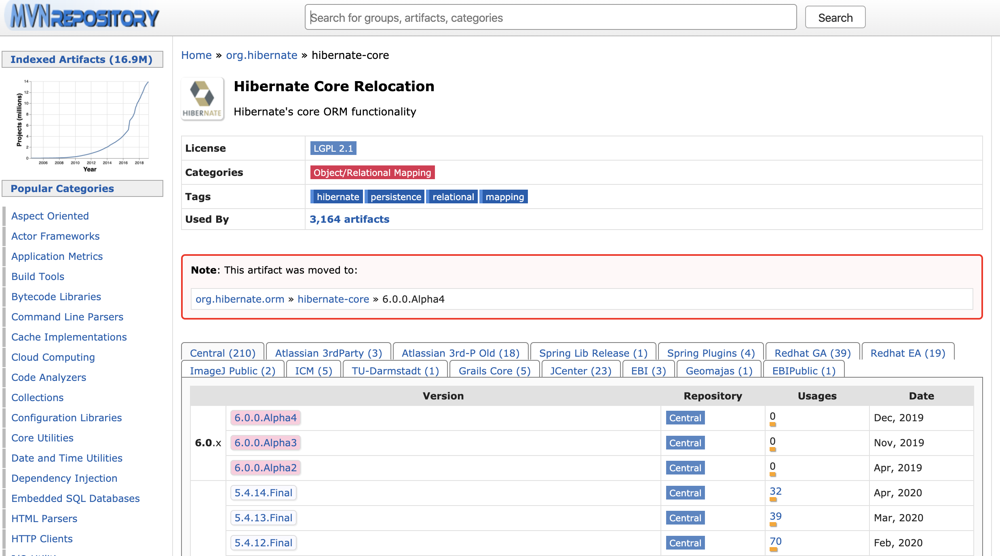 MVNREPOSITORY
Search for groups, artifacts, categories
Search
Indexed Artifacts (16.9M)
Projects (millions)
14
12
10
8
6
4
2
0
2006 2008 2010 2012 2014 2016 2018
Year
Popular Categories
Aspect Oriented
Actor Frameworks
Application Metrics
Build Tools
Bytecode Libraries
Command Line Parsers
Cache Implementations
Cloud Computing
Code Analyzers
Collections
Configuration Libraries
Core Utilities
Date and Time Utilities
Dependency Injection
Embedded SQL Databases
HTML Parsers
HTTP Clients
Home » org.hibernate » hibernate-core
HIBERNATE
Hibernate Core Relocation
Hibernate's core ORM functionality
License LGPL 2.1
Categories Object/Relational Mapping
Tags hibernate persistence relational mapping
Used By 3,164 artifacts
Note: This artifact was moved to:
org.hibernate.orm » hibernate-core » 6.0.0.Alpha4
Central (210) Atlassian 3rdParty (3) Atlassian 3rd-P Old (18) Spring Lib Release (1) Spring Plugins (4) Redhat GA (39) Redhat EA (19)
ImageJ Public (2) ICM (5) TU-Darmstadt (1) Grails Core (5) JCenter (23) EBI (3) Geomajas (1) EBIPublic (1)
Version Repository Usages Date
6.0.0.Alpha4 Central 0 Dec, 2019
6.0.x 6.0.0.Alpha3 Central 0 Nov, 2019
6.0.0.Alpha2 Central 0 Apr, 2019
5.4.14.Final Central 32 Apr, 2020
5.4.13.Final Central 39 Mar, 2020
5.4.12.Final Central 70 Feb, 2020